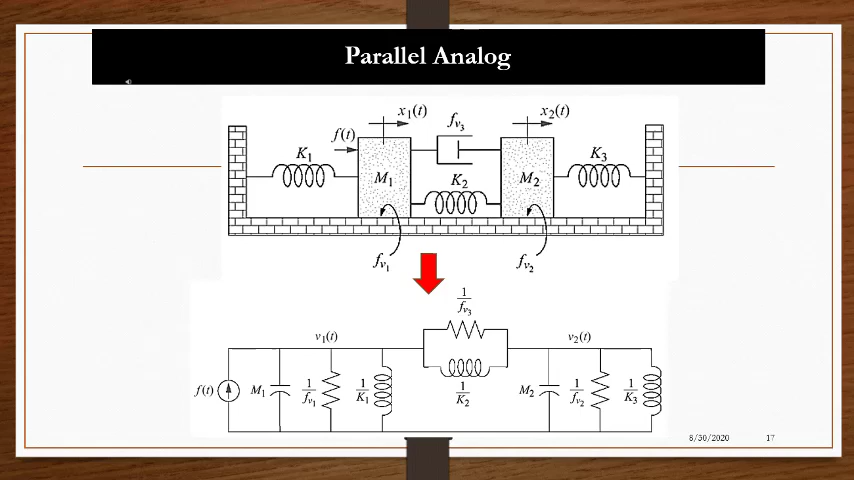 Parallel Analog
x₁(t)
x₂(t)
f_v₃
f(t)
K₁
K₃
M₁
K₂
M₂
f_v₁
f_v₂
1/f_v₃
v₁(t)
v₂(t)
f(t)
M₁
1/f_v₁
1/K₁
1/K₂
M₂
1/f_v₂
1/K₃
8/30/2020
17